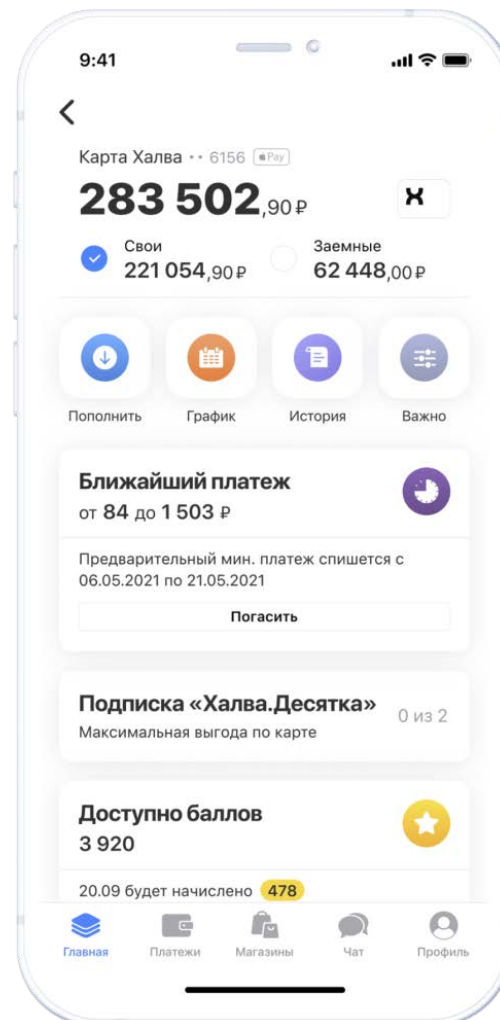 9:41
Карта Халва •• 6156 Pay
283 502,90 ₽
Свои
221 054,90 ₽
Заемные
62 448,00 ₽
Пополнить
График
История
Важно
Ближайший платеж
от 84 до 1 503 ₽
Предварительный мин. платеж спишется с
06.05.2021 по 21.05.2021
Погасить
Подписка «Халва.Десятка»
0 из 2
Максимальная выгода по карте
Доступно баллов
3 920
20.09 будет начислено 478
Главная
Платежи
Магазины
Чат
Профиль